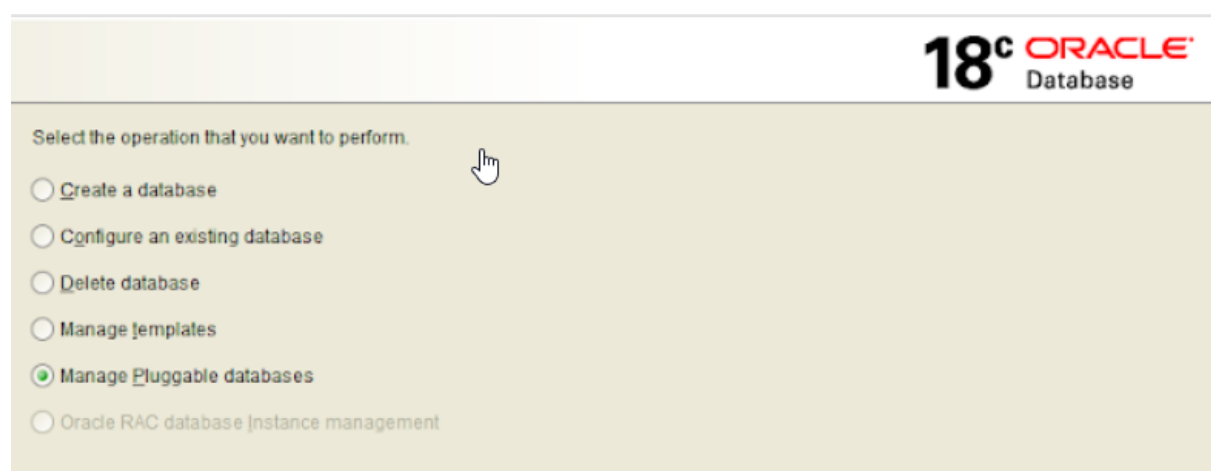 18c ORACLE
Database
Select the operation that you want to perform.
Create a database
Configure an existing database
Delete database
Manage templates
Manage Pluggable databases
Oracle RAC database Instance management